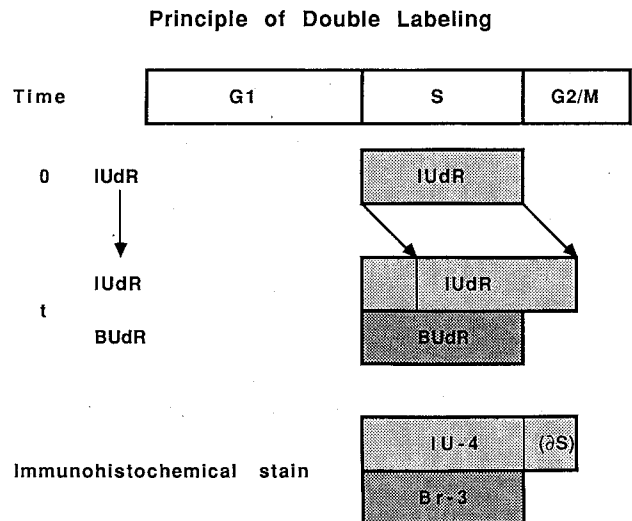 Principle of Double Labeling
Time G1 S G2/M
0 IUdR IUdR
IUdR IUdR
t
BUdR BUdR
IU-4 (∂S)
Immunohistochemical stain
Br-3